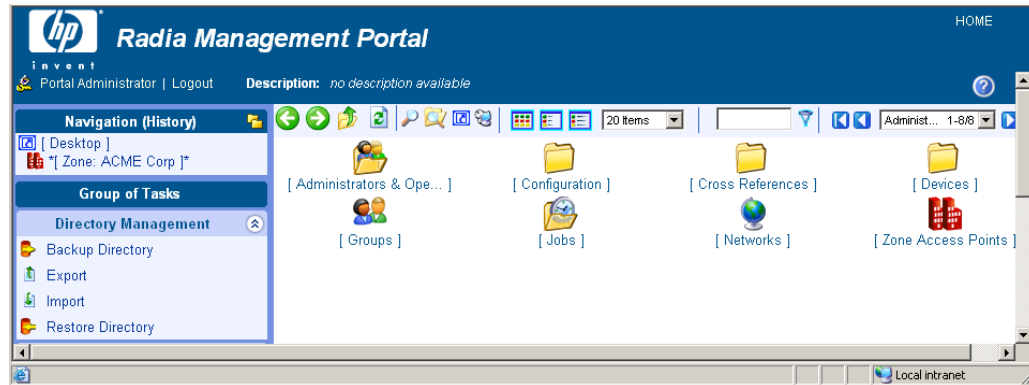 HOME
hp
invent
Radia Management Portal
Portal Administrator | Logout
Description: no description available
Navigation (History)
[ Desktop ]
*[ Zone: ACME Corp ]*
20 Items
Administ... 1-8/8
Group of Tasks
Directory Management
Backup Directory
Export
Import
Restore Directory
[ Administrators & Ope... ]
[ Configuration ]
[ Cross References ]
[ Devices ]
[ Groups ]
[ Jobs ]
[ Networks ]
[ Zone Access Points ]
Local intranet